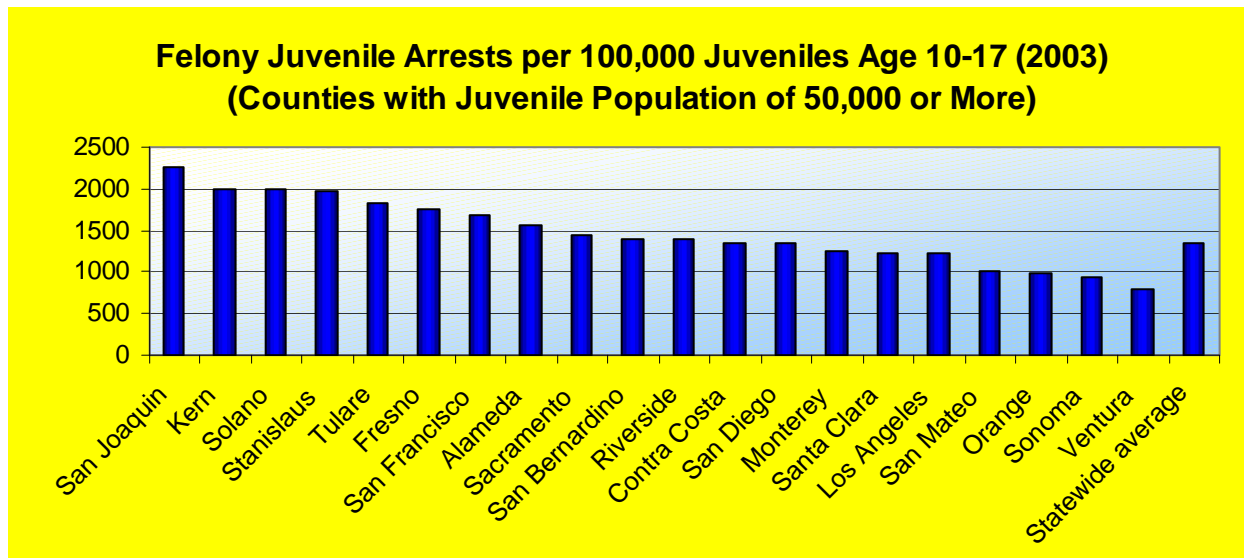 Felony Juvenile Arrests per 100,000 Juveniles Age 10-17 (2003)
(Counties with Juvenile Population of 50,000 or More)
2500
2000
1500
1000
500
0
San Joaquin
Kern
Solano
Stanislaus
Tulare
Fresno
San Francisco
Alameda
Sacramento
San Bernardino
Riverside
Contra Costa
San Diego
Monterey
Santa Clara
Los Angeles
San Mateo
Orange
Sonoma
Ventura
Statewide average